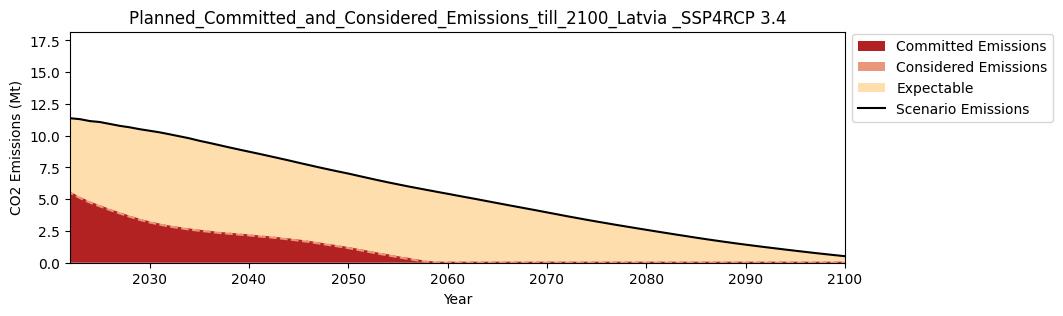 Planned_Committed_and_Considered_Emissions_till_2100_Latvia _SSP4RCP 3.4
17.5
15.0
12.5
10.0
7.5
5.0
2.5
0.0
CO2 Emissions (Mt)
2030 2040 2050 2060 2070 2080 2090 2100
Year
Committed Emissions
Considered Emissions
Expectable
Scenario Emissions